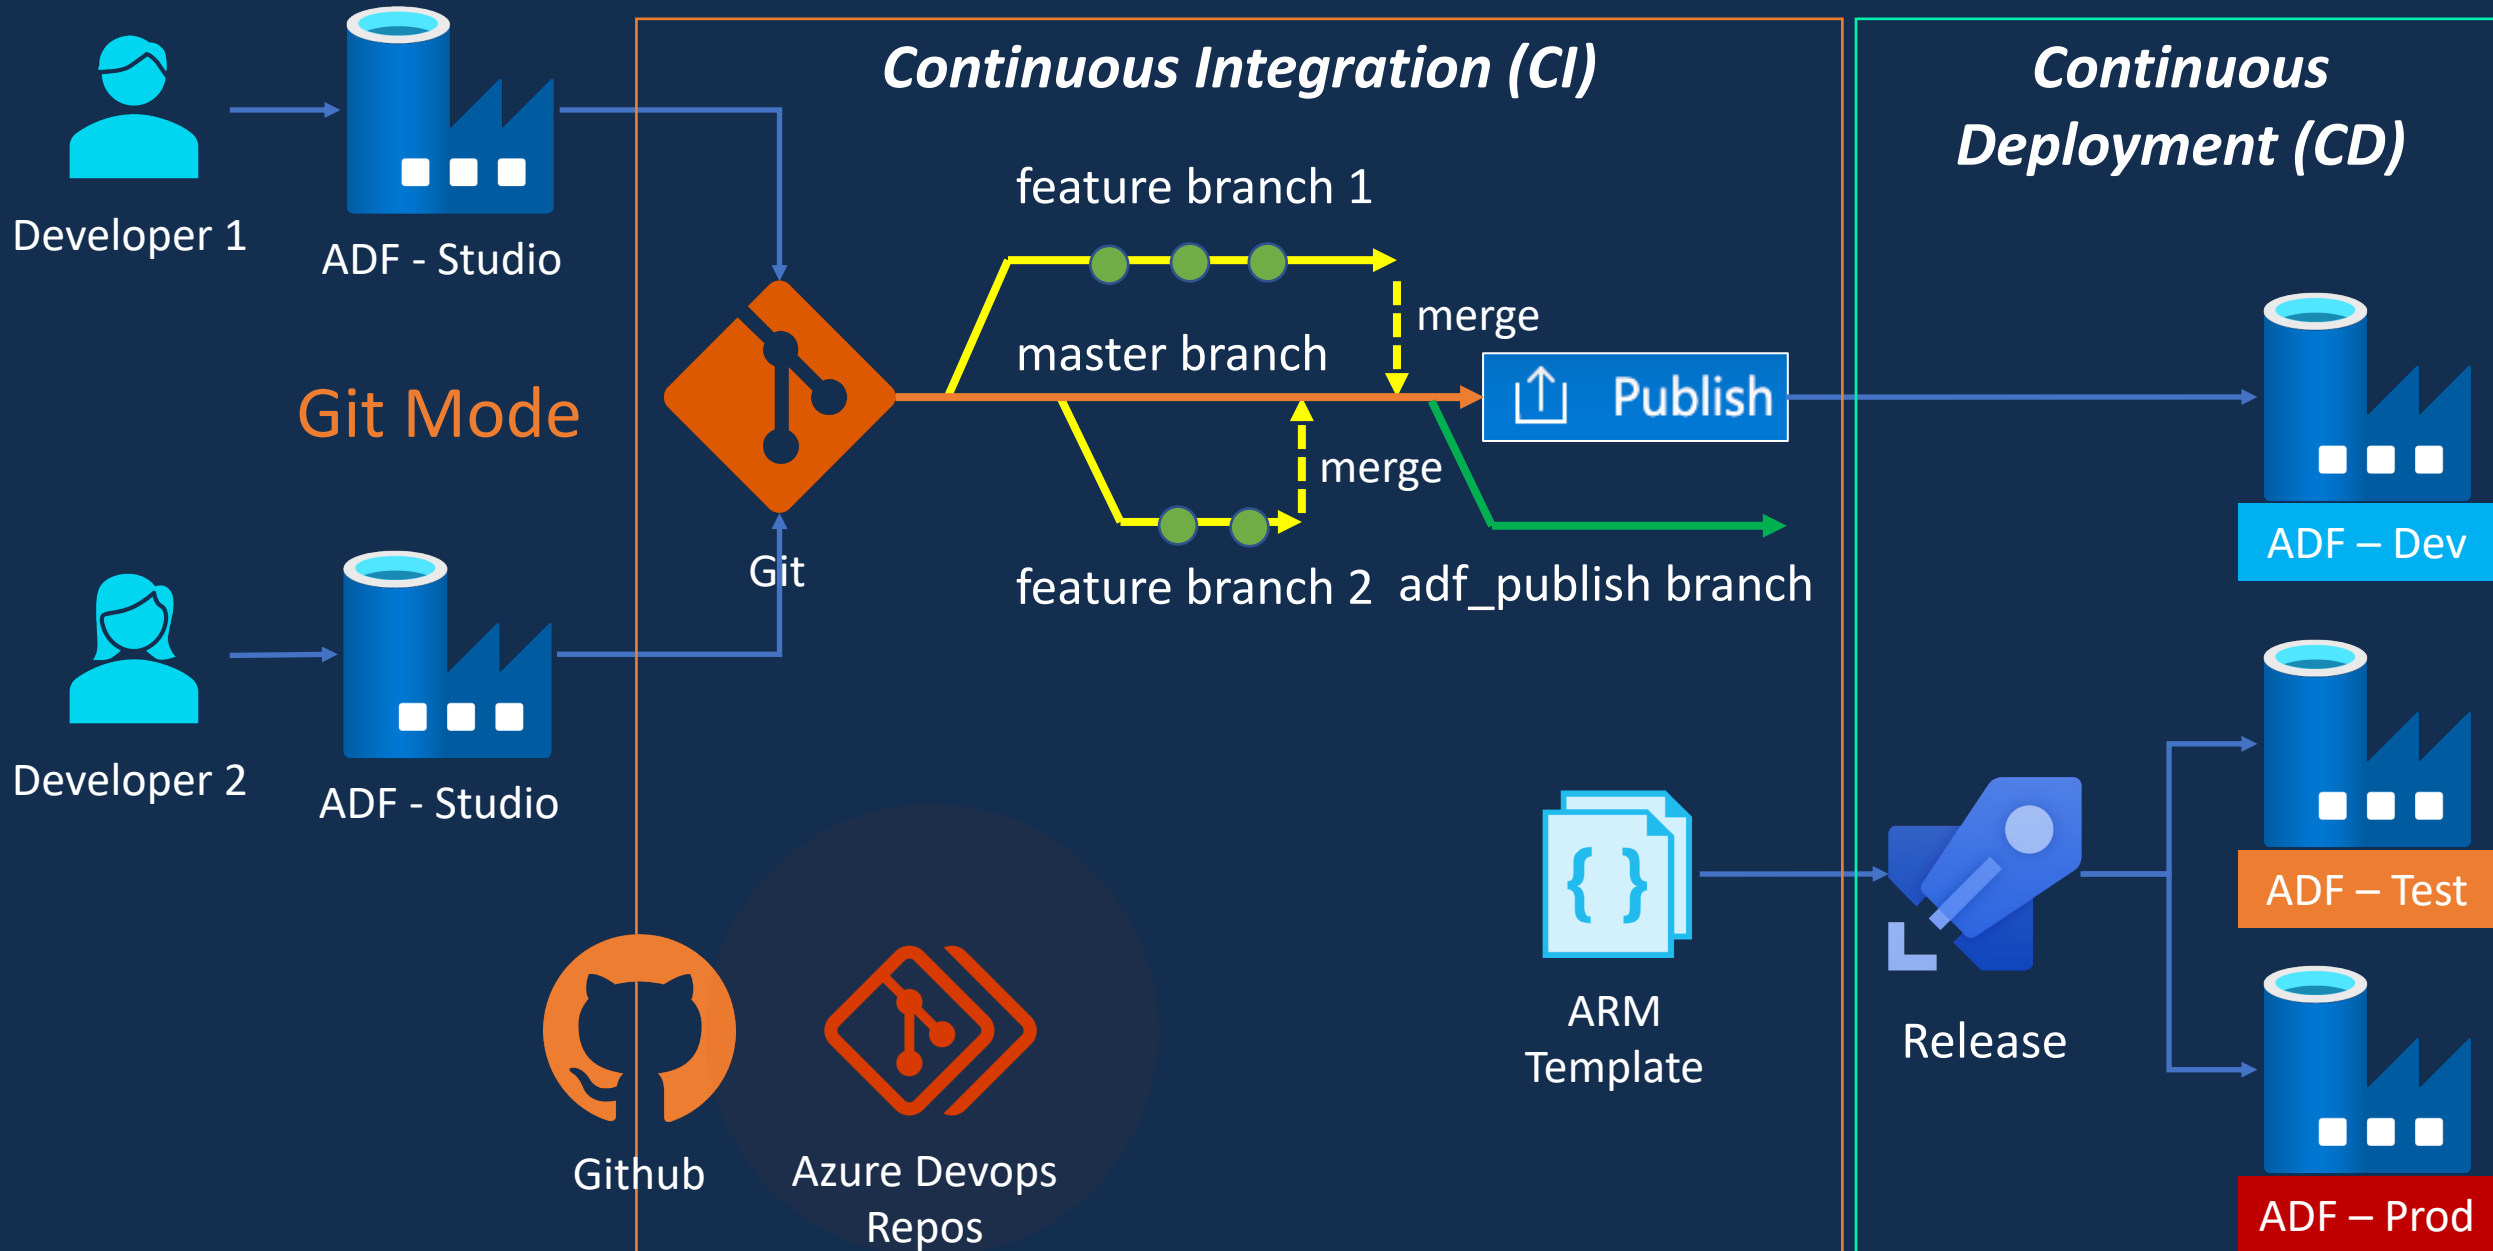 Continuous Integration (CI)
Continuous
Deployment (CD)
Developer 1
ADF - Studio
feature branch 1
merge
master branch
Git Mode
Publish
merge
Git
feature branch 2
adf_publish branch
ADF – Dev
Developer 2
ADF - Studio
ADF – Test
ARM
Template
Release
Github
Azure Devops
Repos
ADF – Prod